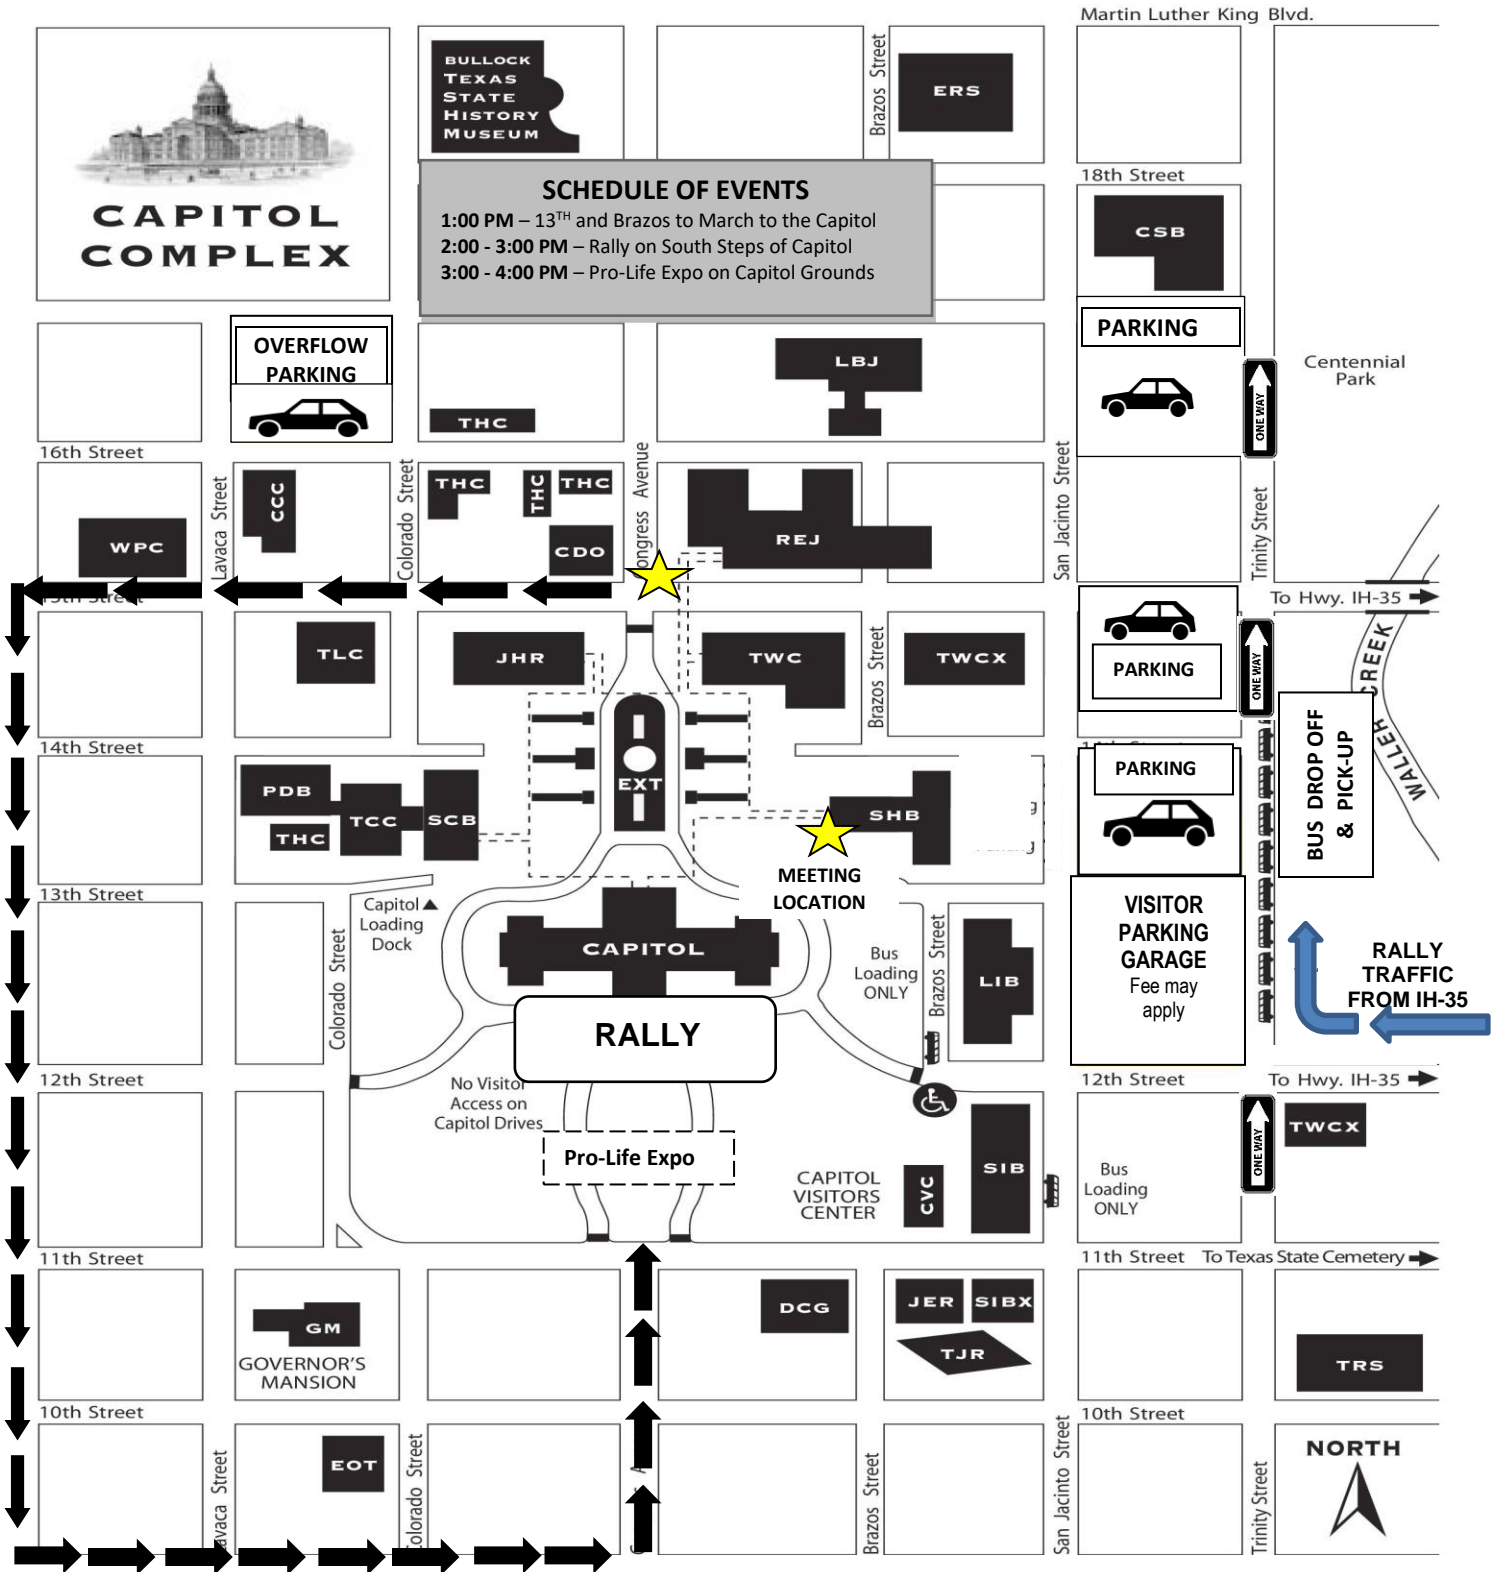 Martin Luther King Blvd.
BULLOCK
TEXAS
STATE
HISTORY
MUSEUM
Brazos Street
ERS
CAPITOL
COMPLEX
18th Street
SCHEDULE OF EVENTS
1:00 PM – 13TH and Brazos to March to the Capitol
2:00 - 3:00 PM – Rally on South Steps of Capitol
3:00 - 4:00 PM – Pro-Life Expo on Capitol Grounds
CSB
OVERFLOW
PARKING
THC
LBJ
PARKING
ONE WAY
Centennial
Park
16th Street
Lavaca Street
Colorado Street
Congress Avenue
San Jacinto Street
Trinity Street
WPC
CCC
THC
THC
THC
CDO
REJ
15th Street
To Hwy. IH-35
TLC
JHR
TWC
Brazos Street
TWCX
PARKING
ONE WAY
WALLER CREEK
14th Street
EXT
PDB
THC
TCC
SCB
SHB
PARKING
BUS DROP OFF
& PICK-UP
MEETING
LOCATION
13th Street
Capitol
Loading
Dock
CAPITOL
Colorado Street
Bus
Loading
ONLY
Brazos Street
LIB
VISITOR
PARKING
GARAGE
Fee may
apply
RALLY
TRAFFIC
FROM IH-35
RALLY
12th Street
No Visitor
Access on
Capitol Drives
12th Street
To Hwy. IH-35
Pro-Life Expo
CAPITOL
VISITORS
CENTER
CVC
SIB
Bus
Loading
ONLY
ONE WAY
TWCX
11th Street
11th Street
To Texas State Cemetery
GM
GOVERNOR'S
MANSION
DCG
JER
SIBX
TJR
TRS
10th Street
10th Street
Lavaca Street
EOT
Colorado Street
Brazos Street
San Jacinto Street
Trinity Street
NORTH